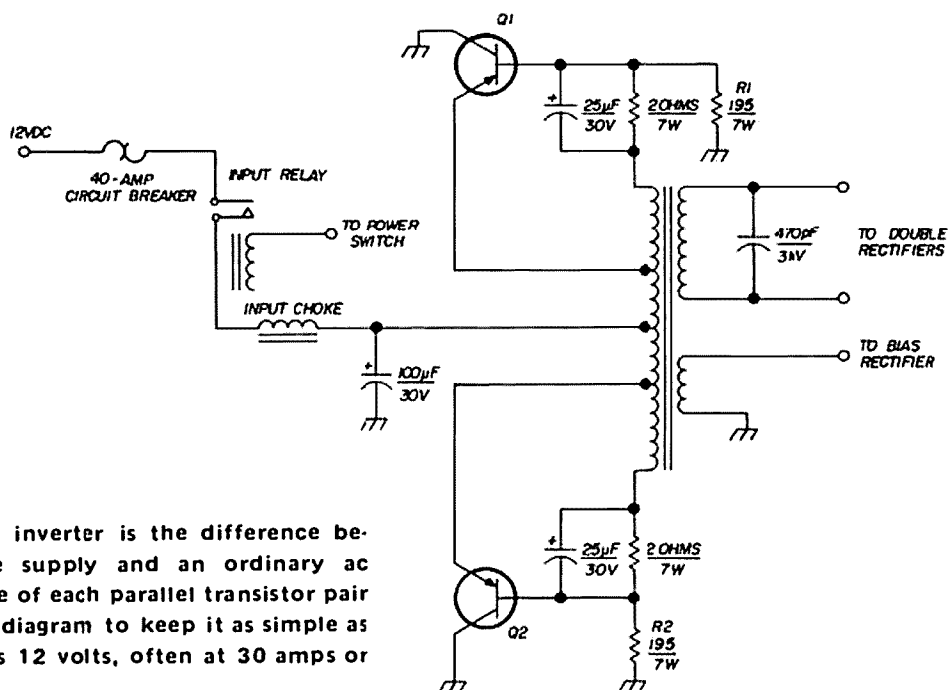 Q1
12VDC
40-AMP
CIRCUIT BREAKER
INPUT RELAY
TO POWER
SWITCH
INPUT CHOKE
+
100µF
30V
+
25µF
30V
2 OHMS
7W
R1
195
7W
470pF
3kV
TO DOUBLE
RECTIFIERS
TO BIAS
RECTIFIER
+
25µF
30V
2 OHMS
7W
Q2
R2
195
7W
inverter is the difference be-
e supply and an ordinary ac
e of each parallel transistor pair
diagram to keep it as simple as
s 12 volts, often at 30 amps or